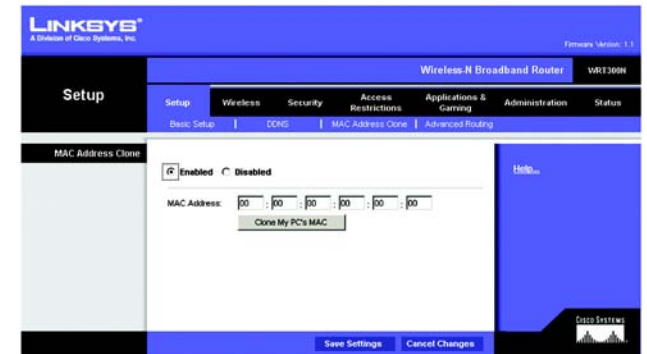 LINKSYS®
A Division of Cisco Systems, Inc.
Firmware Version: 1.1
Wireless-N Broadband Router WRT300N
Setup
Setup Wireless Security Access Restrictions Applications & Gaming Administration Status
Basic Setup | DDNS | MAC Address Clone | Advanced Routing
MAC Address Clone
Enabled Disabled
Help...
MAC Address: 00 : 00 : 00 : 00 : 00 : 00
Clone My PC's MAC
CISCO SYSTEMS
Save Settings Cancel Changes